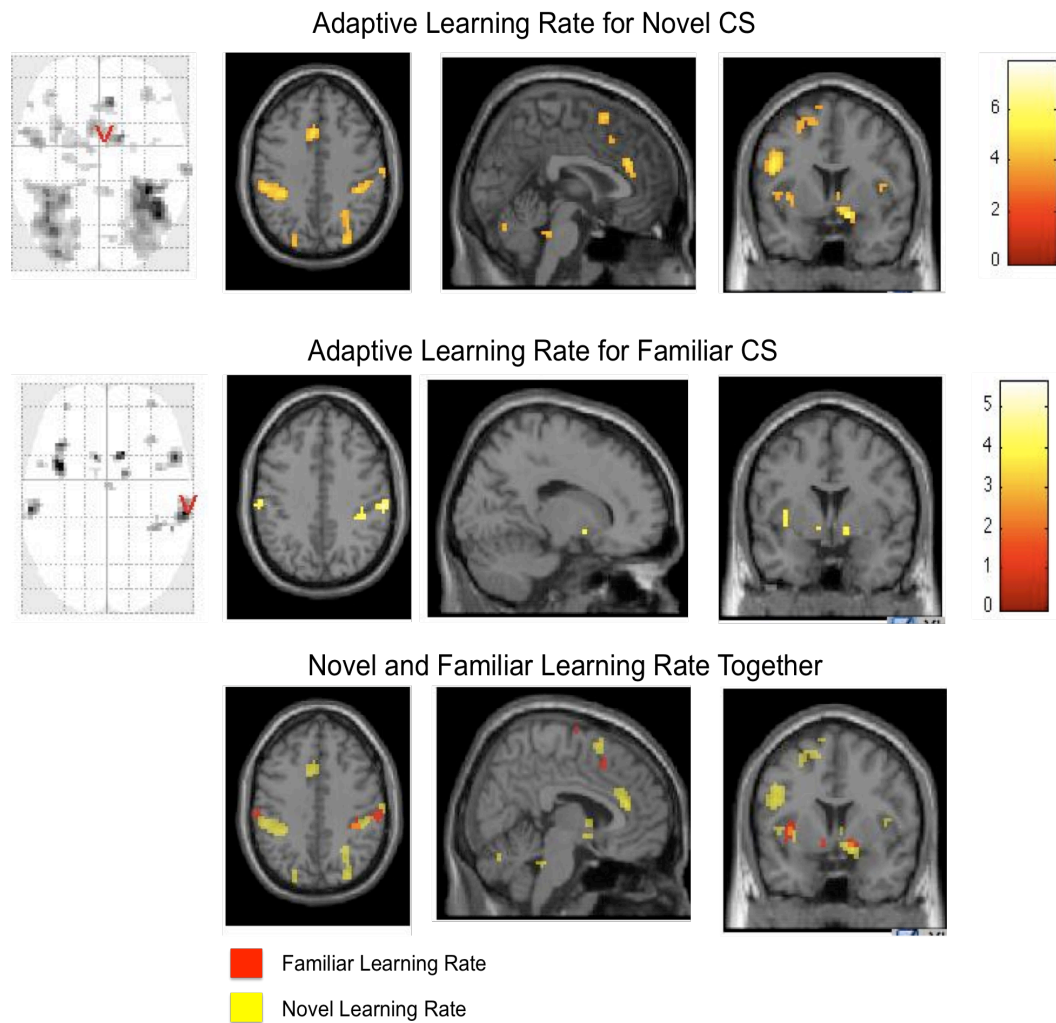 Adaptive Learning Rate for Novel CS
6
4
2
0
Adaptive Learning Rate for Familiar CS
5
4
3
2
1
0
Novel and Familiar Learning Rate Together
Familiar Learning Rate
Novel Learning Rate